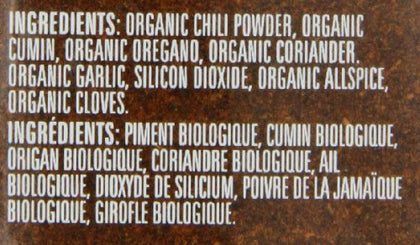 INGREDIENTS: ORGANIC CHILI POWDER, ORGANIC
CUMIN, ORGANIC OREGANO, ORGANIC CORIANDER.
ORGANIC GARLIC, SILICON DIOXIDE, ORGANIC ALLSPICE,
ORGANIC CLOVES.
INGRÉDIENTS: PIMENT BIOLOGIQUE, CUMIN BIOLOGIQUE,
ORIGAN BIOLOGIQUE, CORIANDRE BIOLOGIQUE, AIL
BIOLOGIQUE, DIOXYDE DE SILICIUM, POIVRE DE LA JAMAÏQUE
BIOLOGIQUE, GIROFLE BIOLOGIQUE.